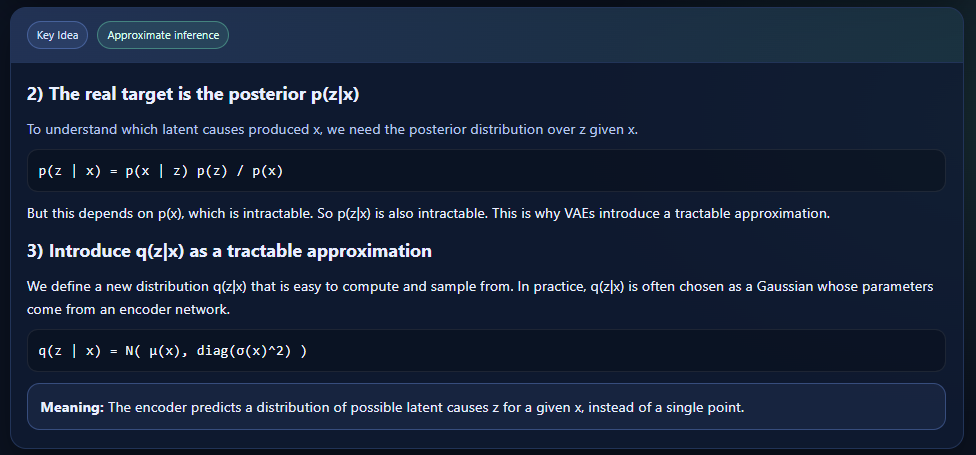 Key Idea
Approximate inference
2) The real target is the posterior p(z|x)
To understand which latent causes produced x, we need the posterior distribution over z given x.
p(z | x) = p(x | z) p(z) / p(x)
But this depends on p(x), which is intractable. So p(z|x) is also intractable. This is why VAEs introduce a tractable approximation.
3) Introduce q(z|x) as a tractable approximation
We define a new distribution q(z|x) that is easy to compute and sample from. In practice, q(z|x) is often chosen as a Gaussian whose parameters
come from an encoder network.
q(z | x) = N( μ(x), diag(σ(x)^2) )
Meaning: The encoder predicts a distribution of possible latent causes z for a given x, instead of a single point.